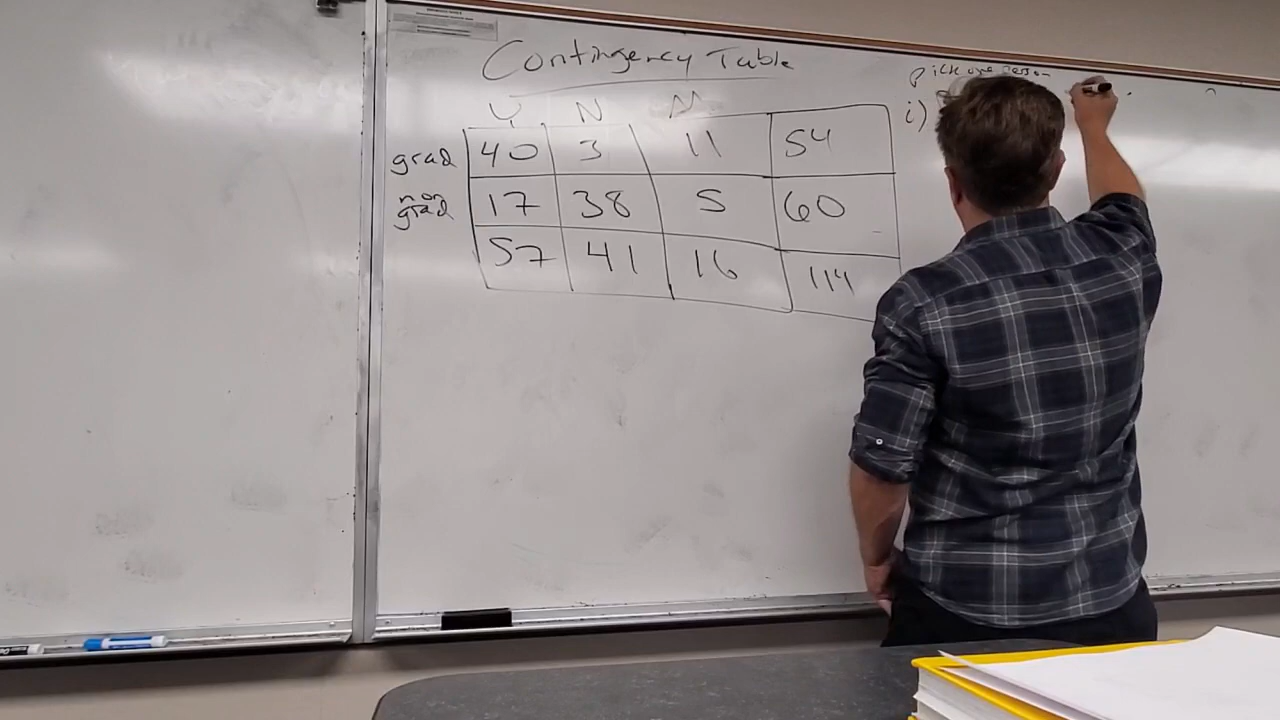 Contingency Table
Y N M
grad 40 3 11 54
non
grad 17 38 5 60
57 41 16 114
Pick one person
i)